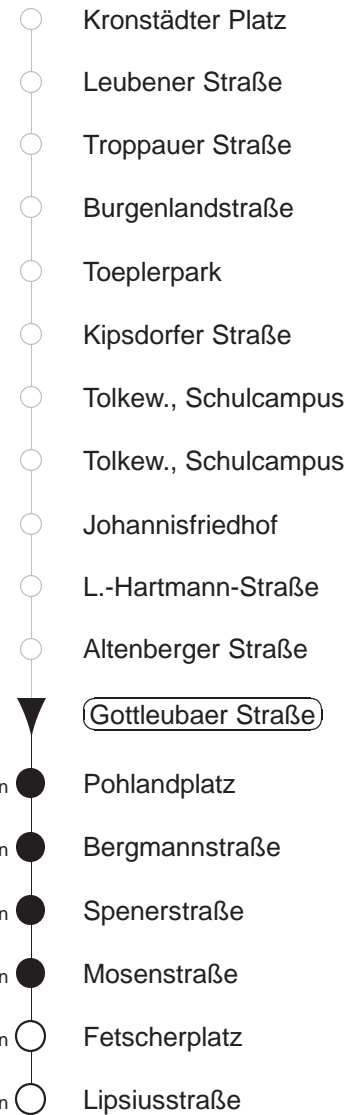 Kronstädter Platz
Leubener Straße
Troppauer Straße
Burgenlandstraße
Toeplerpark
Kipsdorfer Straße
Tolkew., Schulcampus
Tolkew., Schulcampus
Johannisfriedhof
L.-Hartmann-Straße
Altenberger Straße
Gottleubaer Straße
n Pohlandplatz
n Bergmannstraße
n Spenerstraße
n Mosenstraße
n Fetscherplatz
n Lipsiusstraße